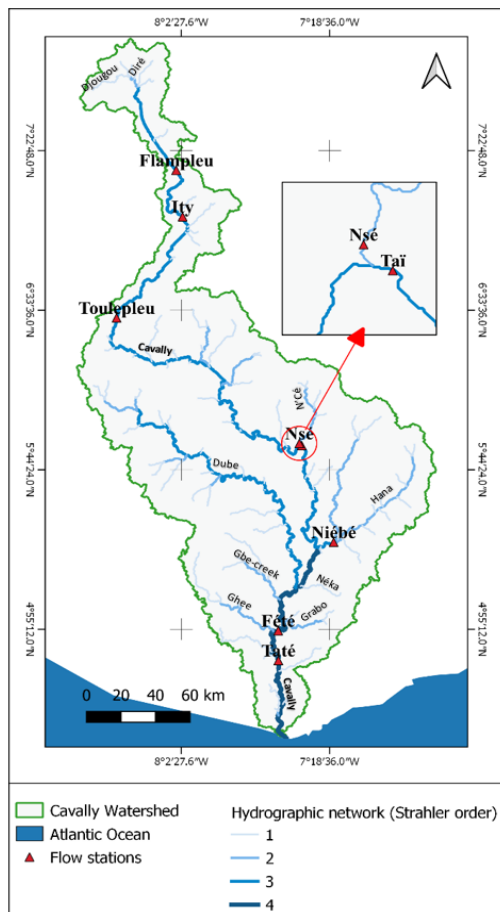 8°2'27.6"W 7°18'36.0"W
Djougou
Diré
7°22'48.0"N
7°22'48.0"N
Flampleu
Ity
Nsé
Taï
6°33'36.0"N
6°33'36.0"N
Toulepleu
Cavally
N'Cé
Nsé
5°44'24.0"N
5°44'24.0"N
Dube
Hana
Niébé
Gbe-creek
Néka
Ghee
Grabo
4°55'12.0"N
4°55'12.0"N
Fété
Taté
Cavally
0 20 40 60 km
8°2'27.6"W 7°18'36.0"W
Cavally Watershed
Atlantic Ocean
Flow stations
Hydrographic network (Strahler order)
1
2
3
4